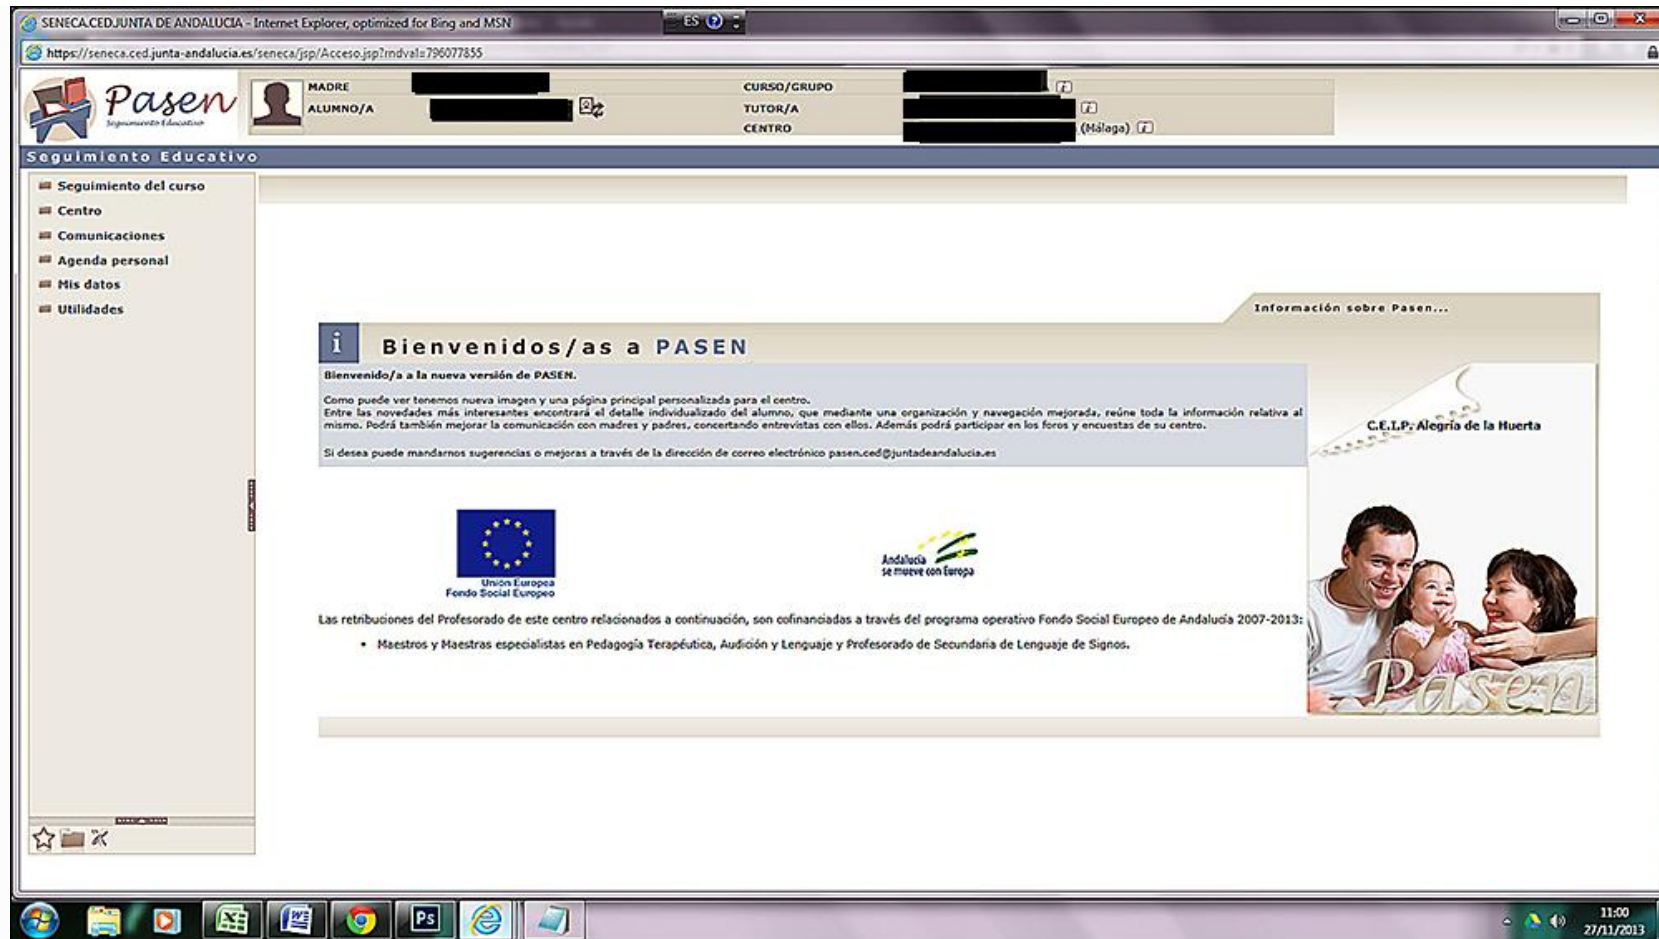 SENECA.CEDJUNTA DE ANDALUCIA - Internet Explorer, optimized for Bing and MSN
ES
https://seneca.ced.junta-andalucia.es/seneca/jsp/Acceso.jsp?rndval=796077855
Pasen
Seguimiento Educativo
MADRE
ALUMNO/A
CURSO/GRUPO
TUTOR/A
CENTRO
(Málaga)
Seguimiento Educativo
Seguimiento del curso
Centro
Comunicaciones
Agenda personal
Mis datos
Utilidades
Información sobre Pasen...
i Bienvenidos/as a PASEN
Bienvenido/a a la nueva versión de PASEN.
Como puede ver tenemos nueva imagen y una página principal personalizada para el centro.
Entre las novedades más interesantes encontrará el detalle individualizado del alumno, que mediante una organización y navegación mejorada, reúne toda la información relativa al
mismo. Podrá también mejorar la comunicación con madres y padres, concertando entrevistas con ellos. Además podrá participar en los foros y encuestas de su centro.
Si desea puede mandarnos sugerencias o mejoras a través de la dirección de correo electrónico pasen.ced@juntadeandalucia.es
C.E.I.P. Alegría de la Huerta
Unión Europea
Fondo Social Europeo
Andalucía
se mueve con Europa
Las retribuciones del Profesorado de este centro relacionados a continuación, son cofinanciadas a través del programa operativo Fondo Social Europeo de Andalucía 2007-2013:
• Maestros y Maestras especialistas en Pedagogía Terapéutica, Audición y Lenguaje y Profesorado de Secundaria de Lenguaje de Signos.
Pasen
Ps
11:00
27/11/2013